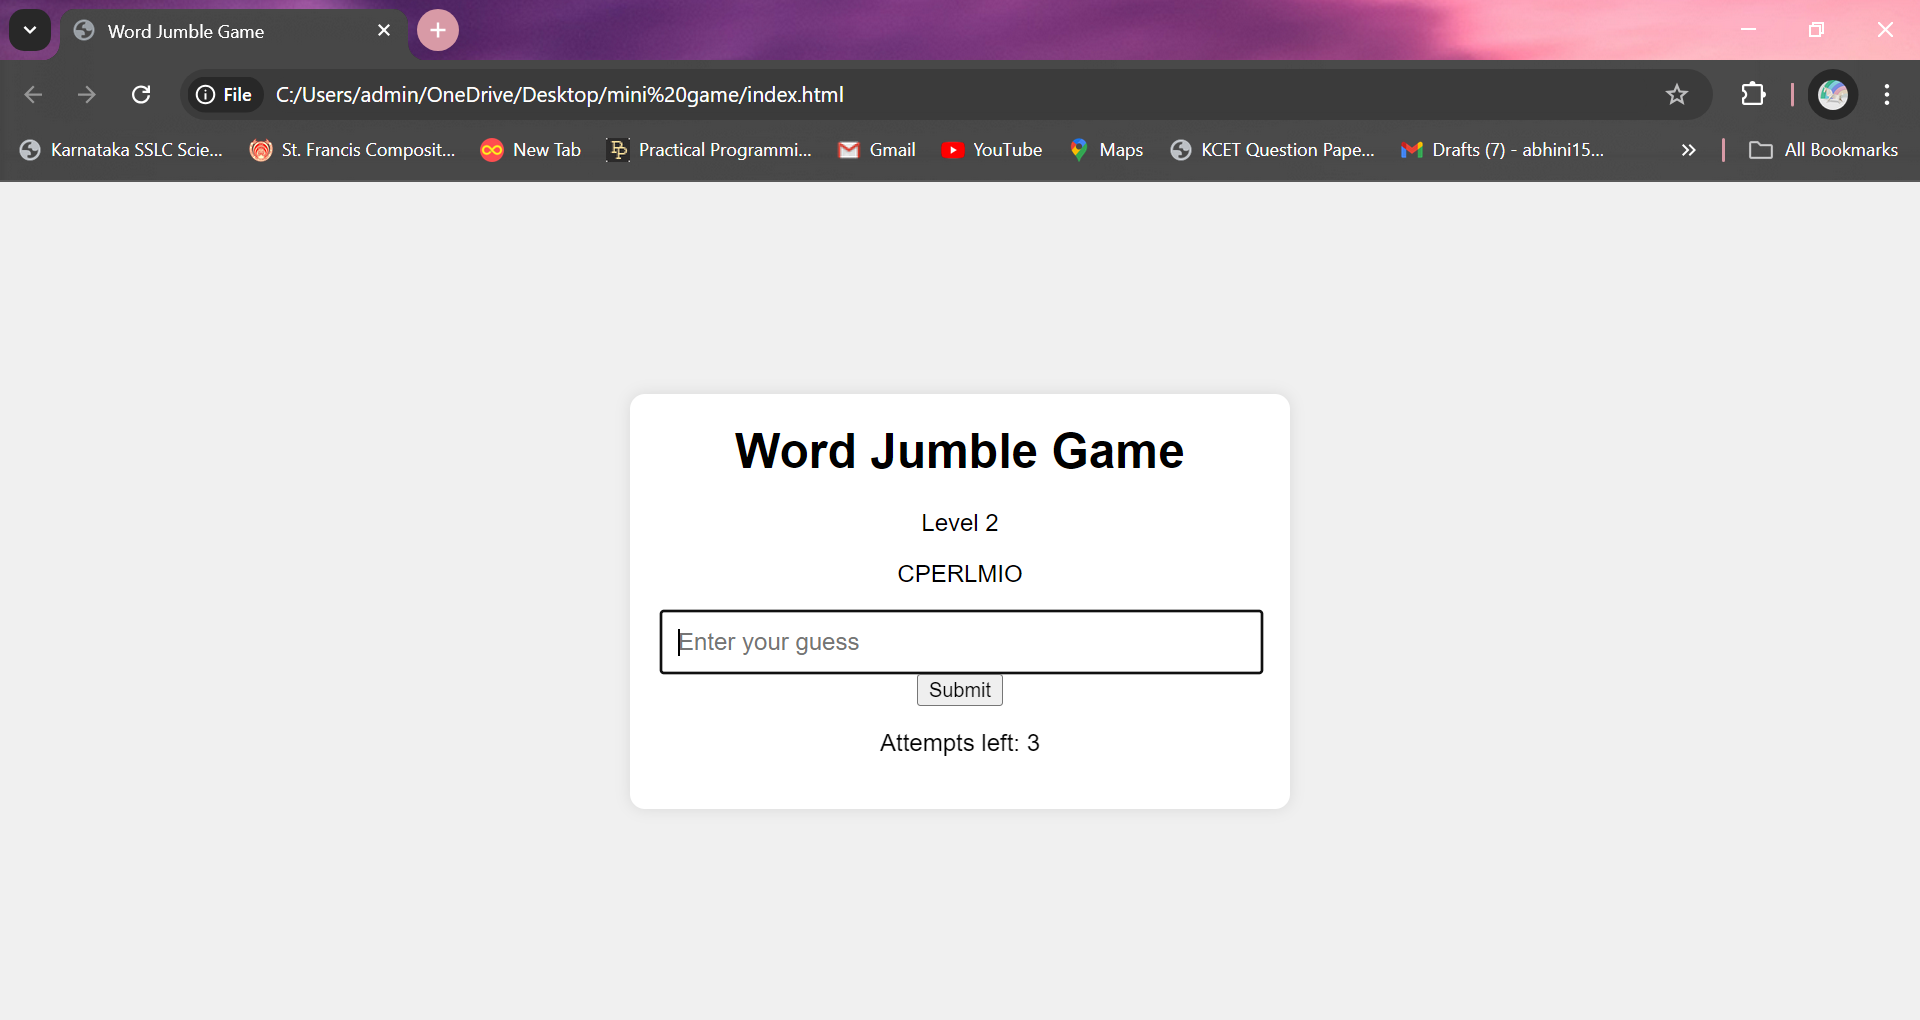 Word Jumble Game
File C:/Users/admin/OneDrive/Desktop/mini%20game/index.html
Karnataka SSLC Scie... St. Francis Composit... New Tab Practical Programmi... Gmail YouTube Maps KCET Question Pape... Drafts (7) - abhini15... All Bookmarks
Word Jumble Game
Level 2
CPERLMIO
Enter your guess
Submit
Attempts left: 3